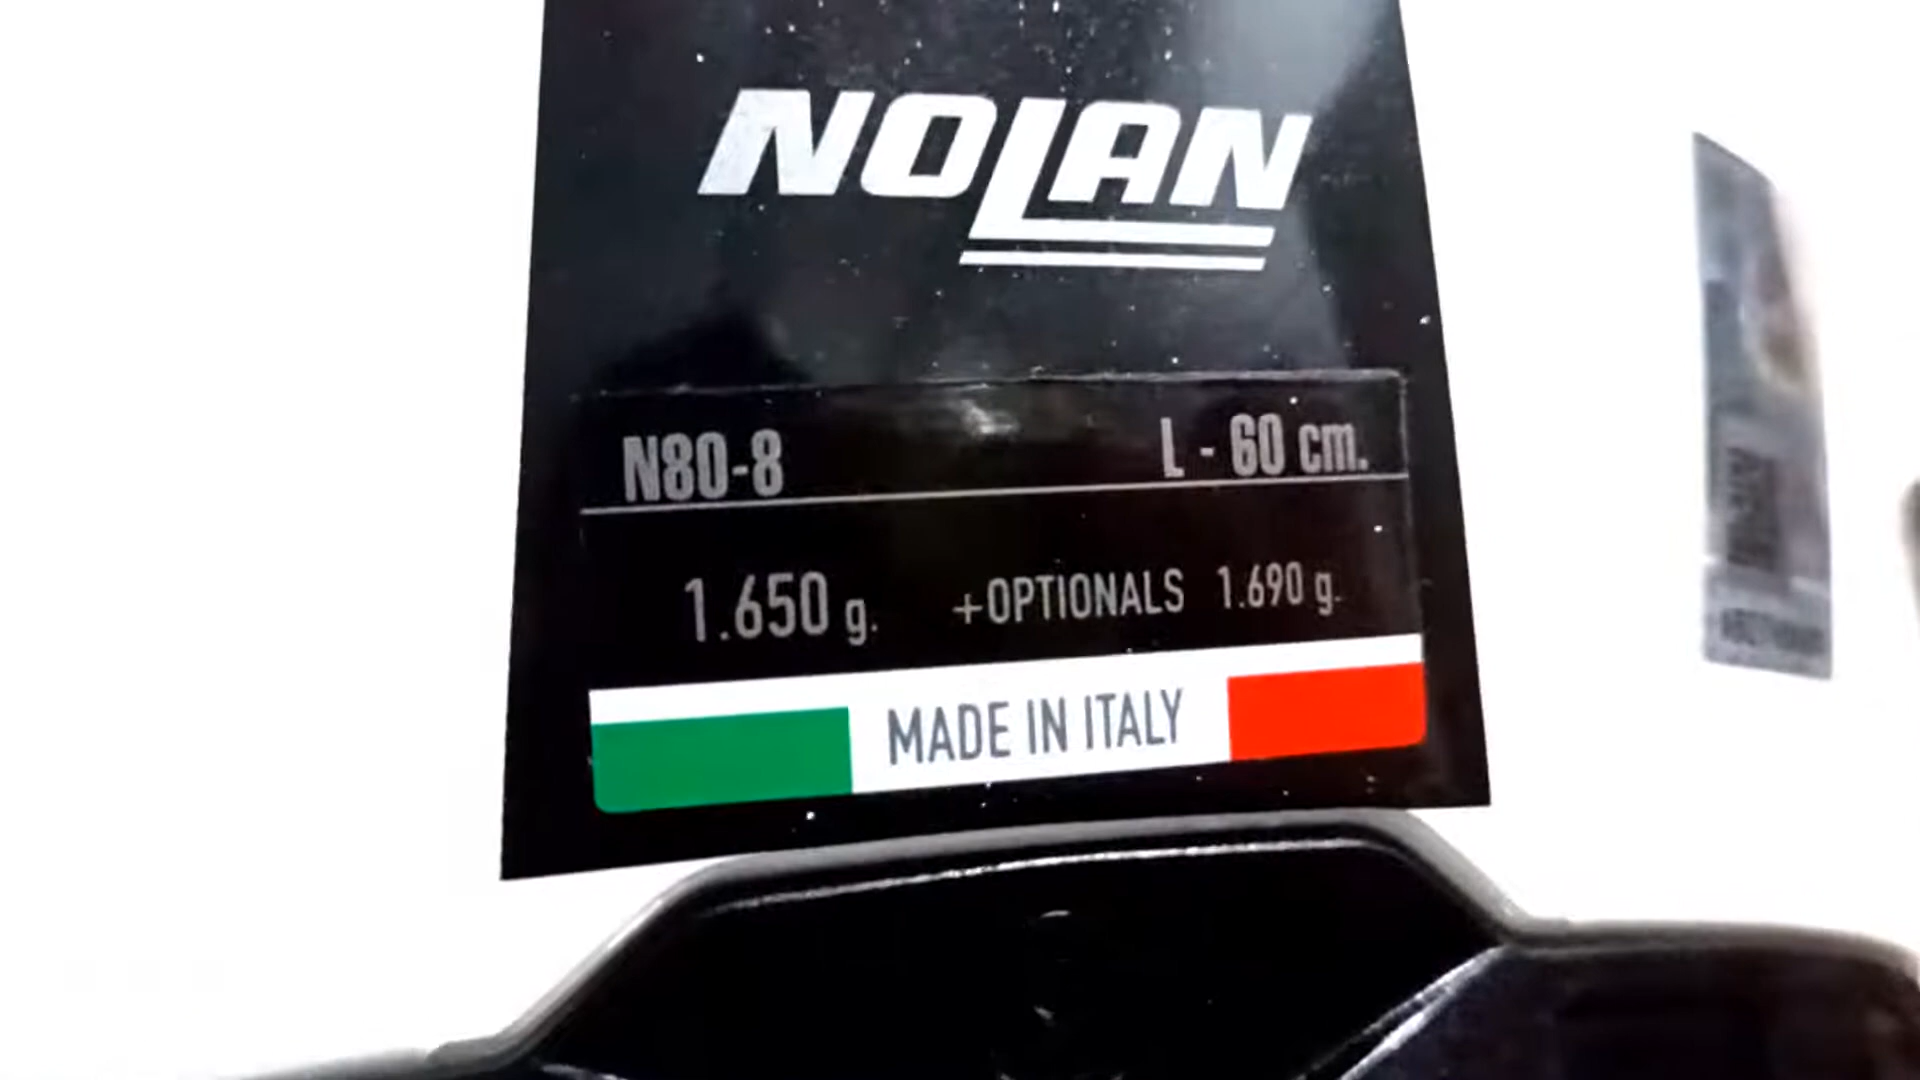 NOLAN
N80-8 L - 60 cm.
1.650 g. +OPTIONALS 1.690 g.
MADE IN ITALY